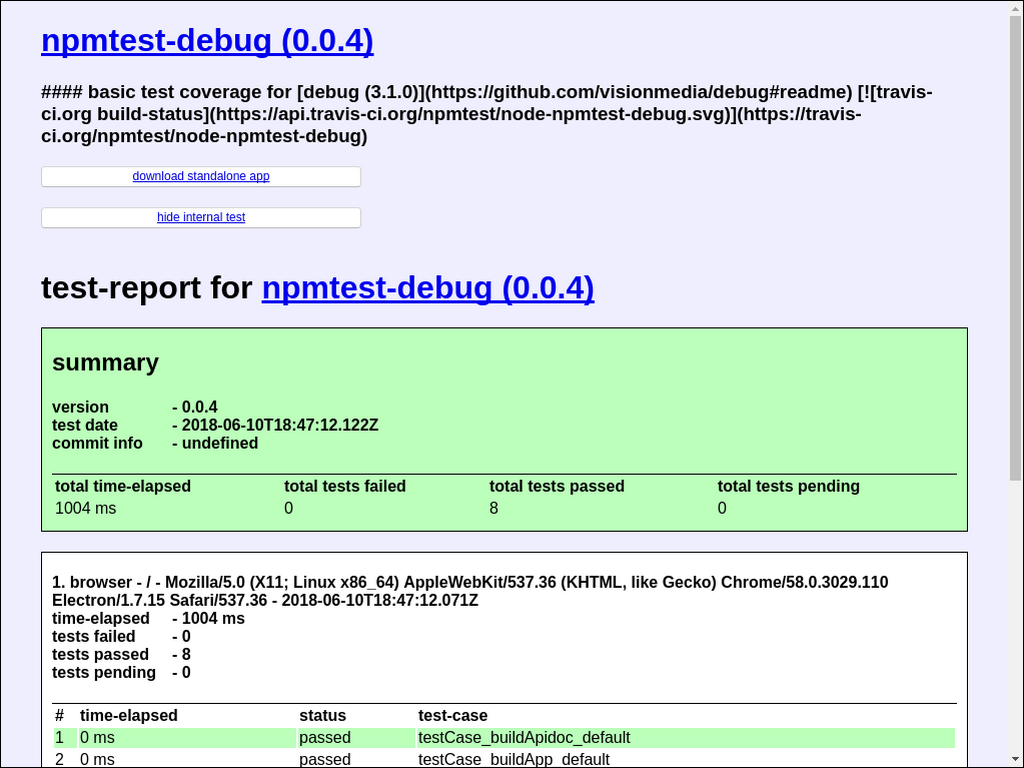 npmtest-debug (0.0.4)
#### basic test coverage for [debug (3.1.0)](https://github.com/visionmedia/debug#readme) [![travis-
ci.org build-status](https://api.travis-ci.org/npmtest/node-npmtest-debug.svg)](https://travis-
ci.org/npmtest/node-npmtest-debug)
download standalone app
hide internal test
test-report for npmtest-debug (0.0.4)
summary
version - 0.0.4
test date - 2018-06-10T18:47:12.122Z
commit info - undefined
total time-elapsed total tests failed total tests passed total tests pending
1004 ms 0 8 0
1. browser - / - Mozilla/5.0 (X11; Linux x86_64) AppleWebKit/537.36 (KHTML, like Gecko) Chrome/58.0.3029.110
Electron/1.7.15 Safari/537.36 - 2018-06-10T18:47:12.071Z
time-elapsed - 1004 ms
tests failed - 0
tests passed - 8
tests pending - 0
# time-elapsed status test-case
1 0 ms passed testCase_buildApidoc_default
2 0 ms passed testCase_buildApp_default